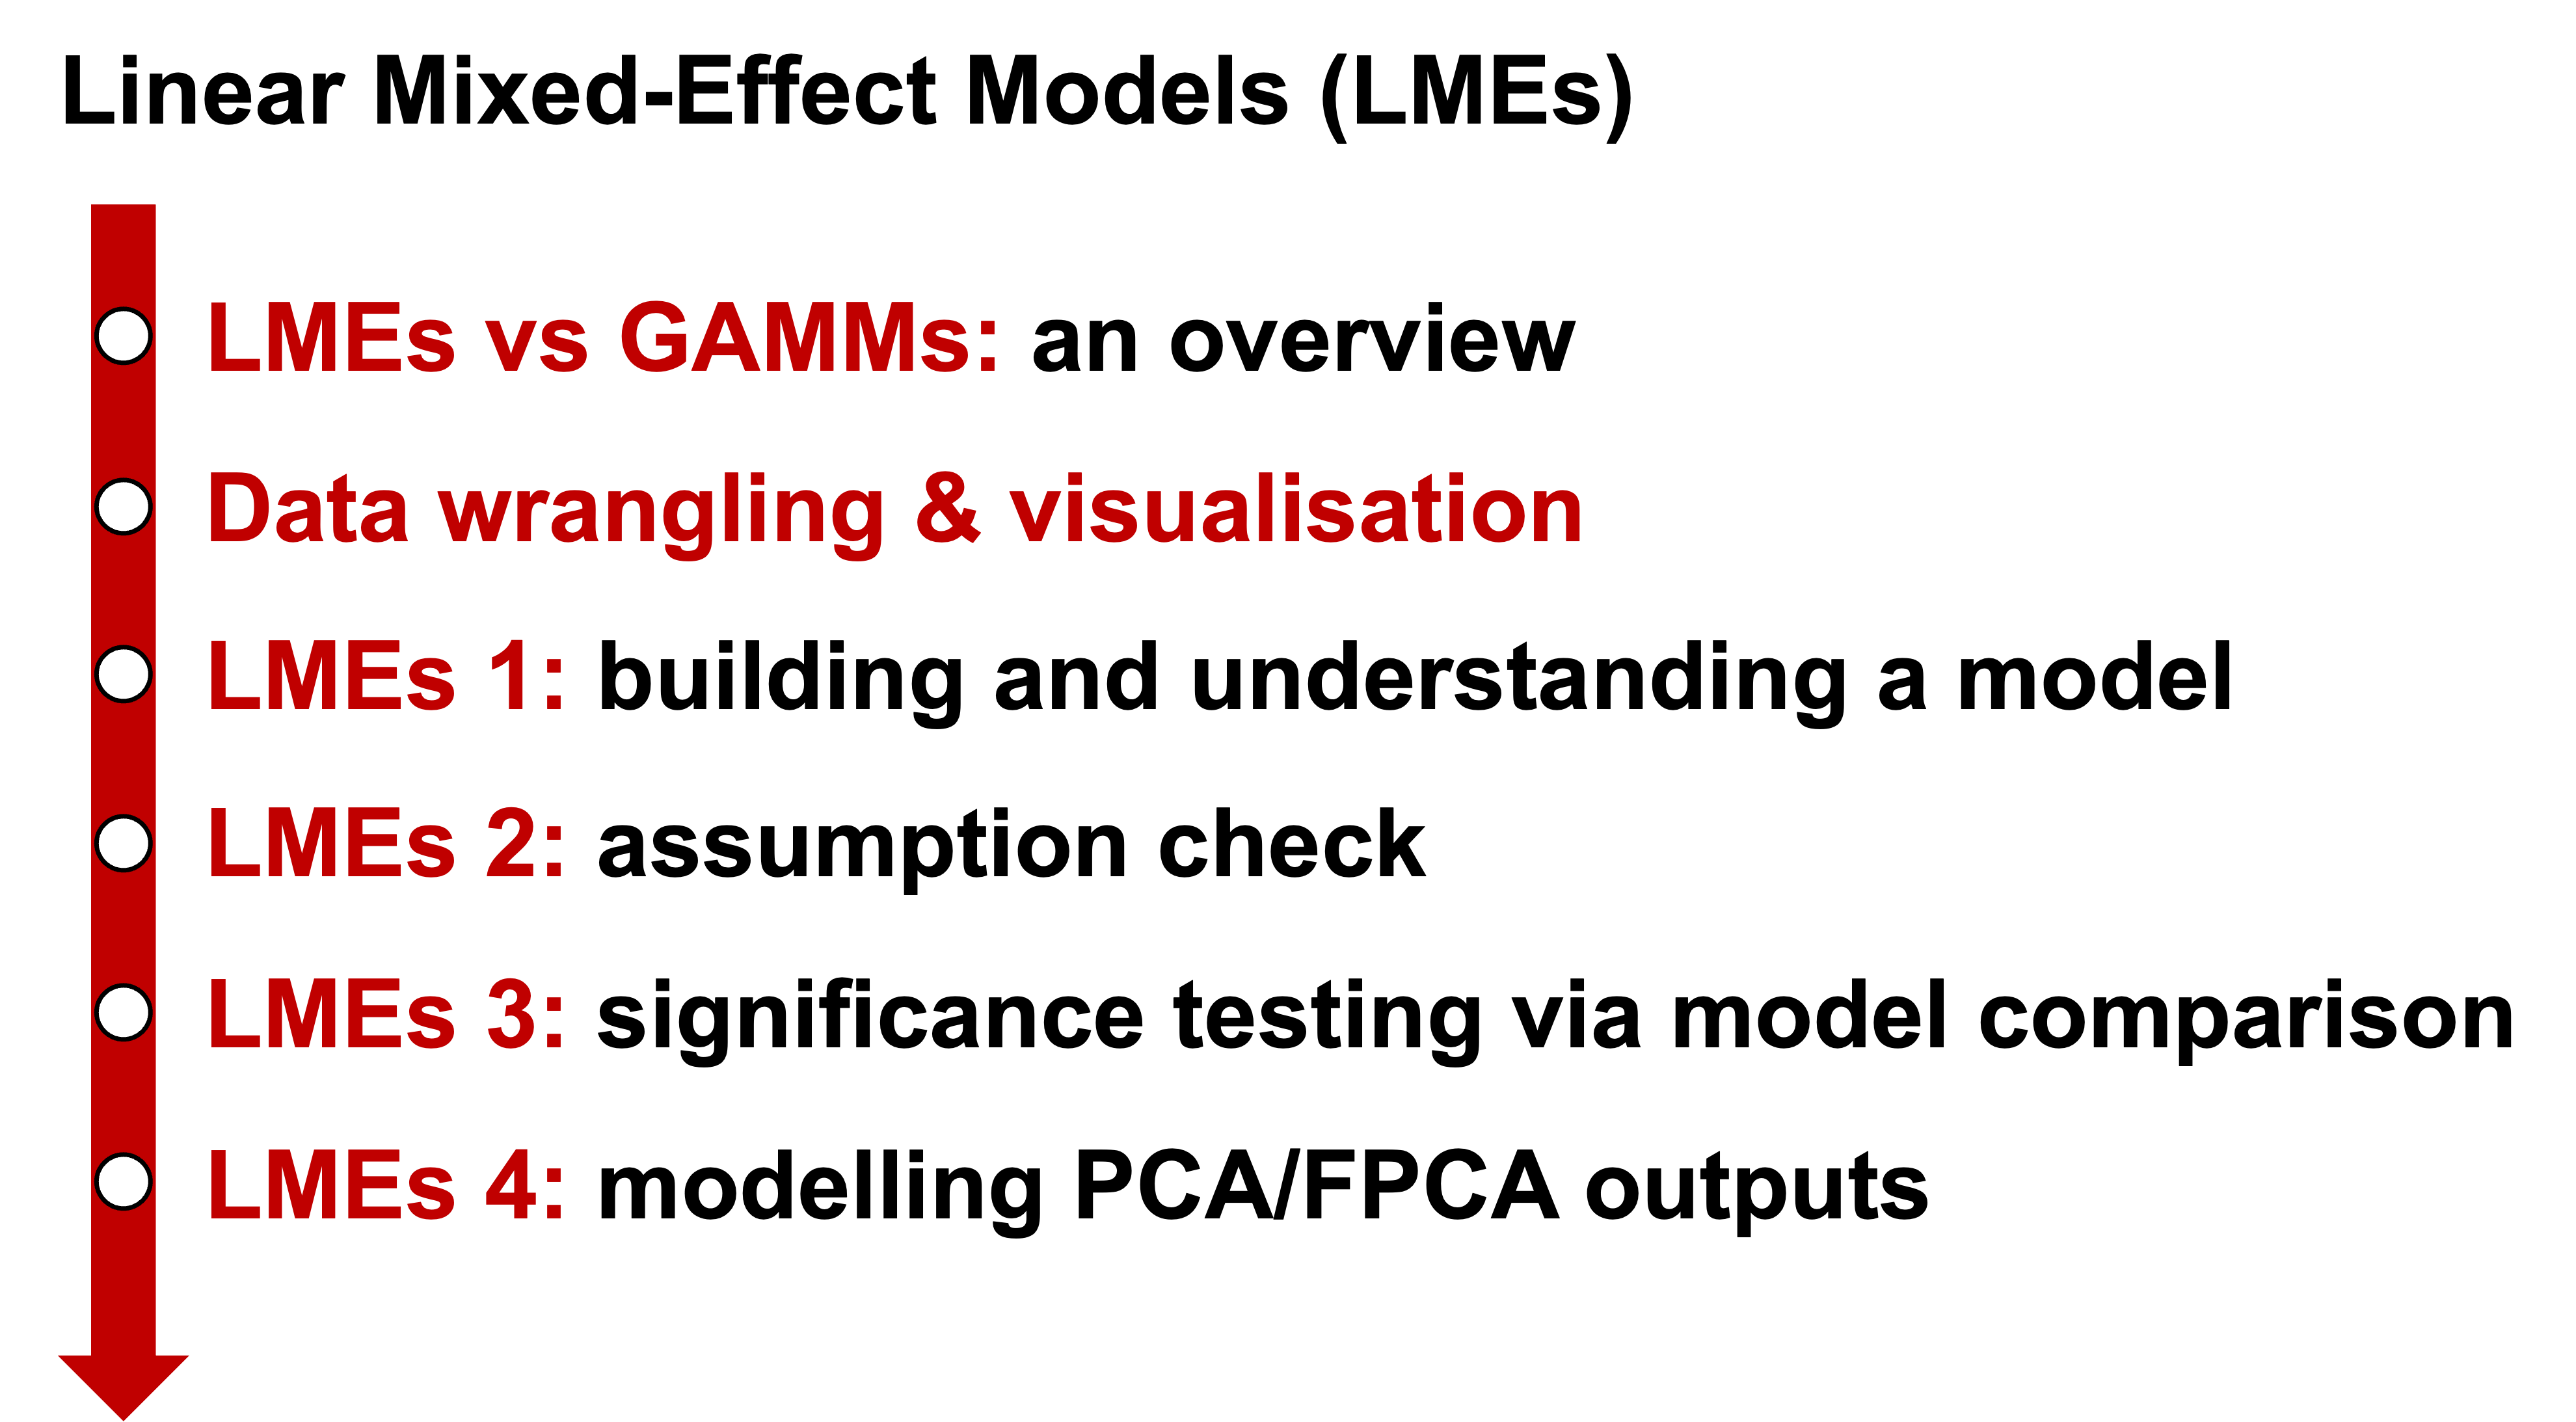 Linear Mixed-Effect Models (LMEs)
LMEs vs GAMMs: an overview
Data wrangling & visualisation
LMEs 1: building and understanding a model
LMEs 2: assumption check
LMEs 3: significance testing via model comparison
LMEs 4: modelling PCA/FPCA outputs